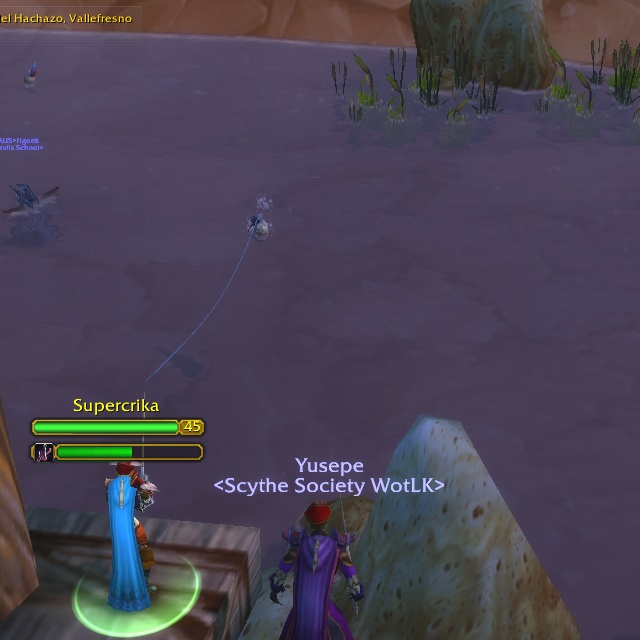 el Hachazo, Vallefresno
Supercrika
45
Yusepe
<Scythe Society WotLK>